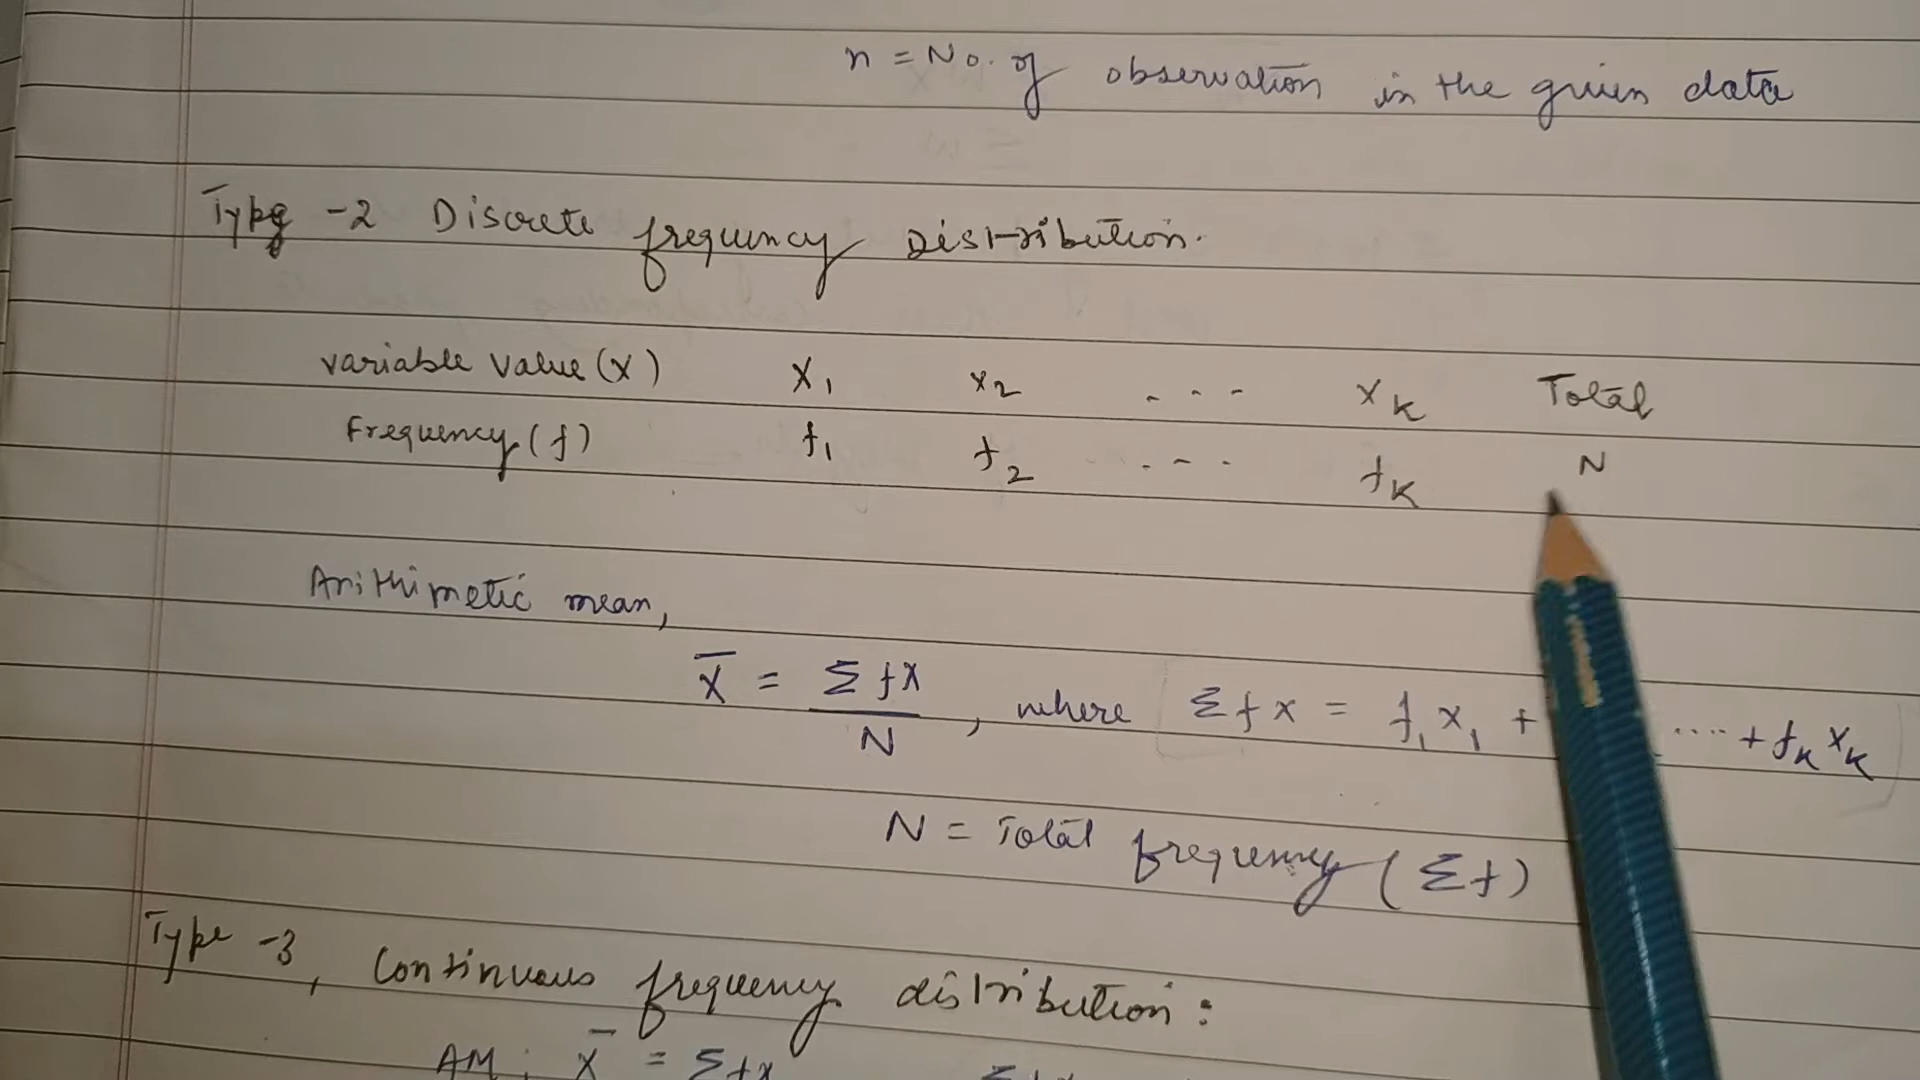 n = No. of observation in the given data
Type -2 Discrete frequency Distribution.
variable value (x) x₁ x₂ ... xₖ Total
Frequency (f) f₁ f₂ .... fₖ N
Arithimetic mean,
x̄ = Σfx / N , where Σfx = f₁x₁ + .... + fₖxₖ
N = Total frequency (Σf)
Type -3, Continuous frequency distribution:
AM : x̄ = Σfx